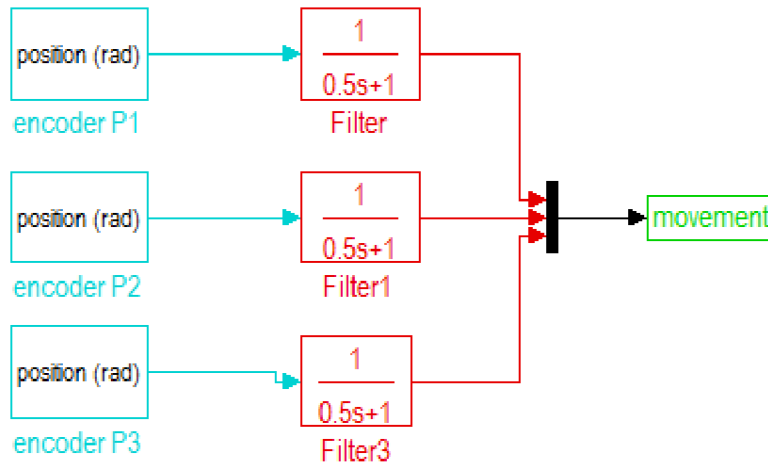 position (rad)
encoder P1
1
0.5s+1
Filter
position (rad)
encoder P2
1
0.5s+1
Filter1
movement
position (rad)
encoder P3
1
0.5s+1
Filter3